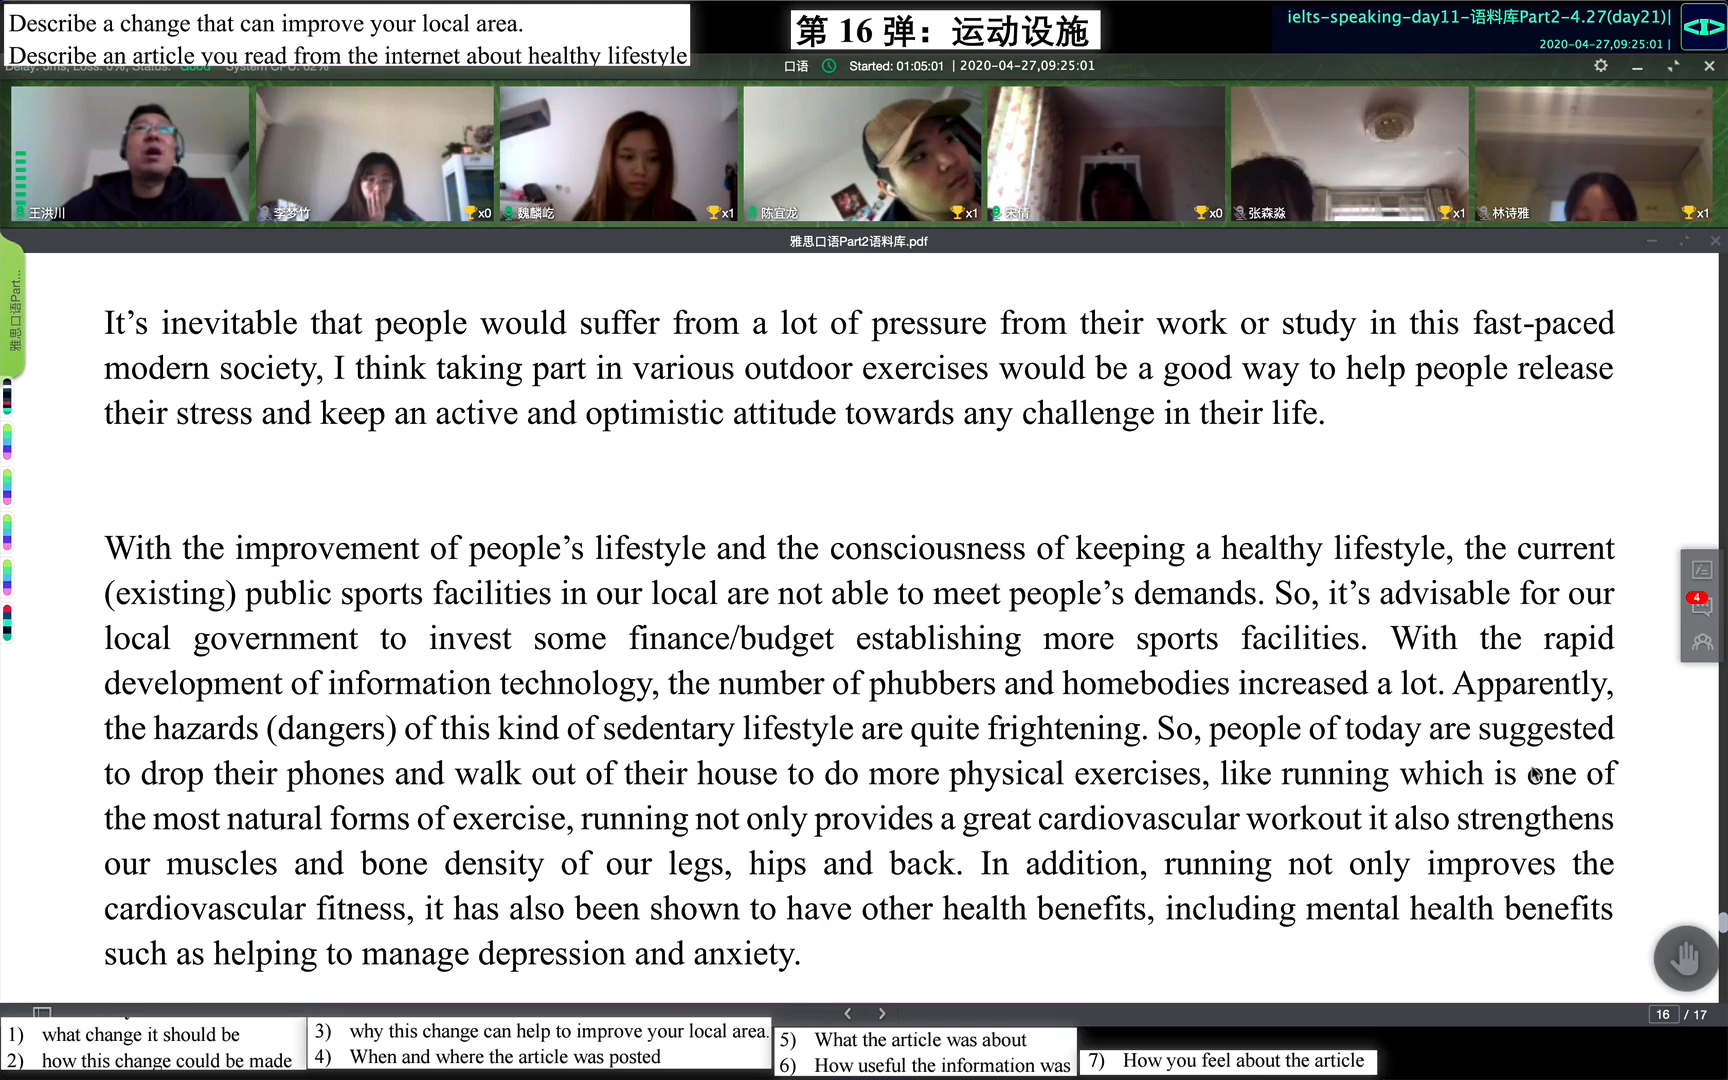 Describe a change that can improve your local area.
Describe an article you read from the internet about healthy lifestyle
第 16 弹：运动设施
ielts-speaking-day11-语料库Part2-4.27(day21)|
2020-04-27,09:25:01 |
口语 Started: 01:05:01 | 2020-04-27,09:25:01
王洪川
李梦竹 x0
魏麟屹 x1
陈宜龙 x1
宋倩 x0
张森淼 x1
林诗雅 x1
雅思口语Part2语料库.pdf
雅思口语Part...
It’s inevitable that people would suffer from a lot of pressure from their work or study in this fast-paced
modern society, I think taking part in various outdoor exercises would be a good way to help people release
their stress and keep an active and optimistic attitude towards any challenge in their life.
With the improvement of people’s lifestyle and the consciousness of keeping a healthy lifestyle, the current
(existing) public sports facilities in our local are not able to meet people’s demands. So, it’s advisable for our
local government to invest some finance/budget establishing more sports facilities. With the rapid
development of information technology, the number of phubbers and homebodies increased a lot. Apparently,
the hazards (dangers) of this kind of sedentary lifestyle are quite frightening. So, people of today are suggested
to drop their phones and walk out of their house to do more physical exercises, like running which is one of
the most natural forms of exercise, running not only provides a great cardiovascular workout it also strengthens
our muscles and bone density of our legs, hips and back. In addition, running not only improves the
cardiovascular fitness, it has also been shown to have other health benefits, including mental health benefits
such as helping to manage depression and anxiety.
4
16 / 17
1) what change it should be
2) how this change could be made
3) why this change can help to improve your local area.
4) When and where the article was posted
5) What the article was about
6) How useful the information was
7) How you feel about the article